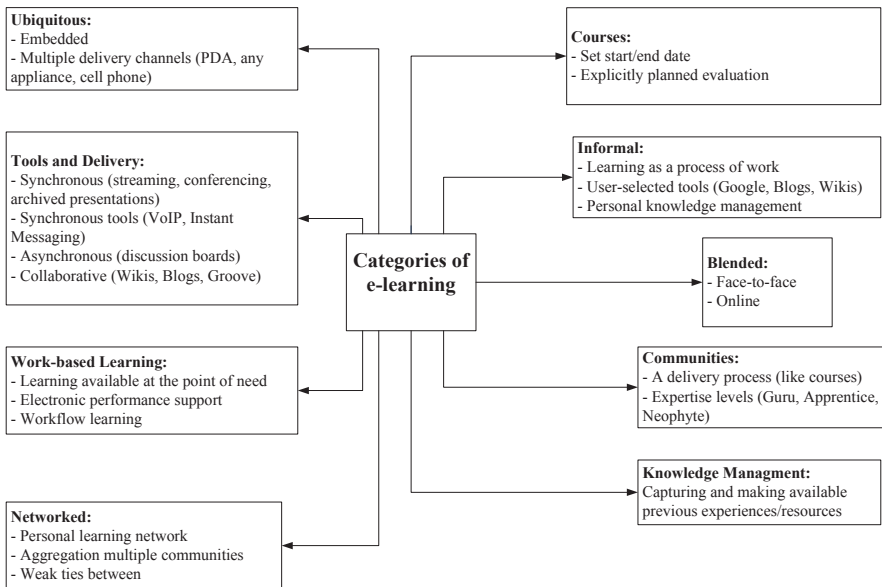 Ubiquitous:
- Embedded
- Multiple delivery channels (PDA, any
appliance, cell phone)
Tools and Delivery:
- Synchronous (streaming, conferencing,
archived presentations)
- Synchronous tools (VoIP, Instant
Messaging)
- Asynchronous (discussion boards)
- Collaborative (Wikis, Blogs, Groove)
Work-based Learning:
- Learning available at the point of need
- Electronic performance support
- Workflow learning
Networked:
- Personal learning network
- Aggregation multiple communities
- Weak ties between
Categories of
e-learning
Courses:
- Set start/end date
- Explicitly planned evaluation
Informal:
- Learning as a process of work
- User-selected tools (Google, Blogs, Wikis)
- Personal knowledge management
Blended:
- Face-to-face
- Online
Communities:
- A delivery process (like courses)
- Expertise levels (Guru, Apprentice,
Neophyte)
Knowledge Managment:
Capturing and making available
previous experiences/resources